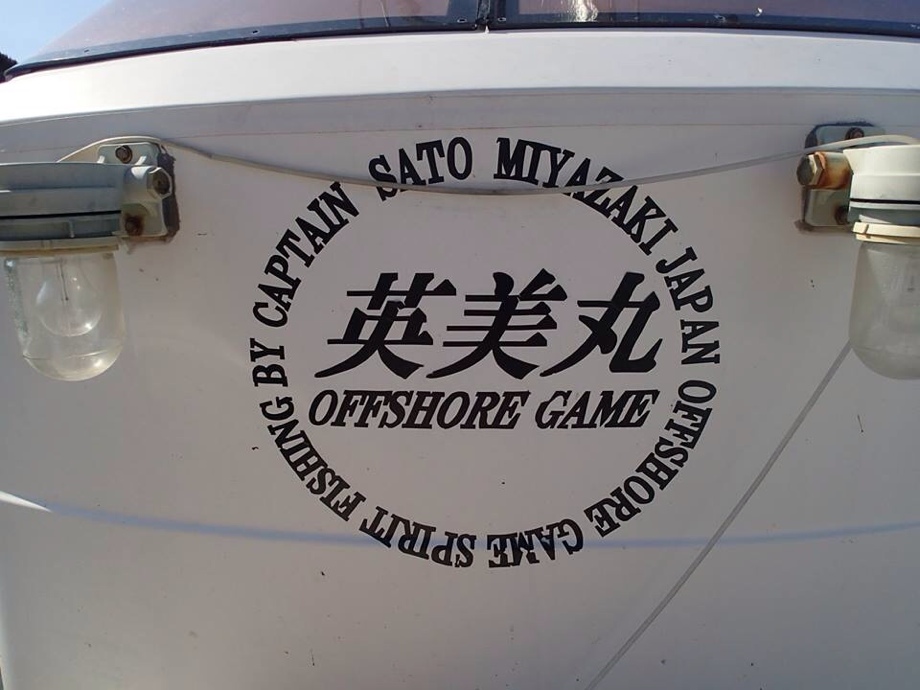 BY CAPTAIN SATO MIYAZAKI JAPAN OFFSHORE GAME SPIRIT FISHING
英美丸
OFFSHORE GAME